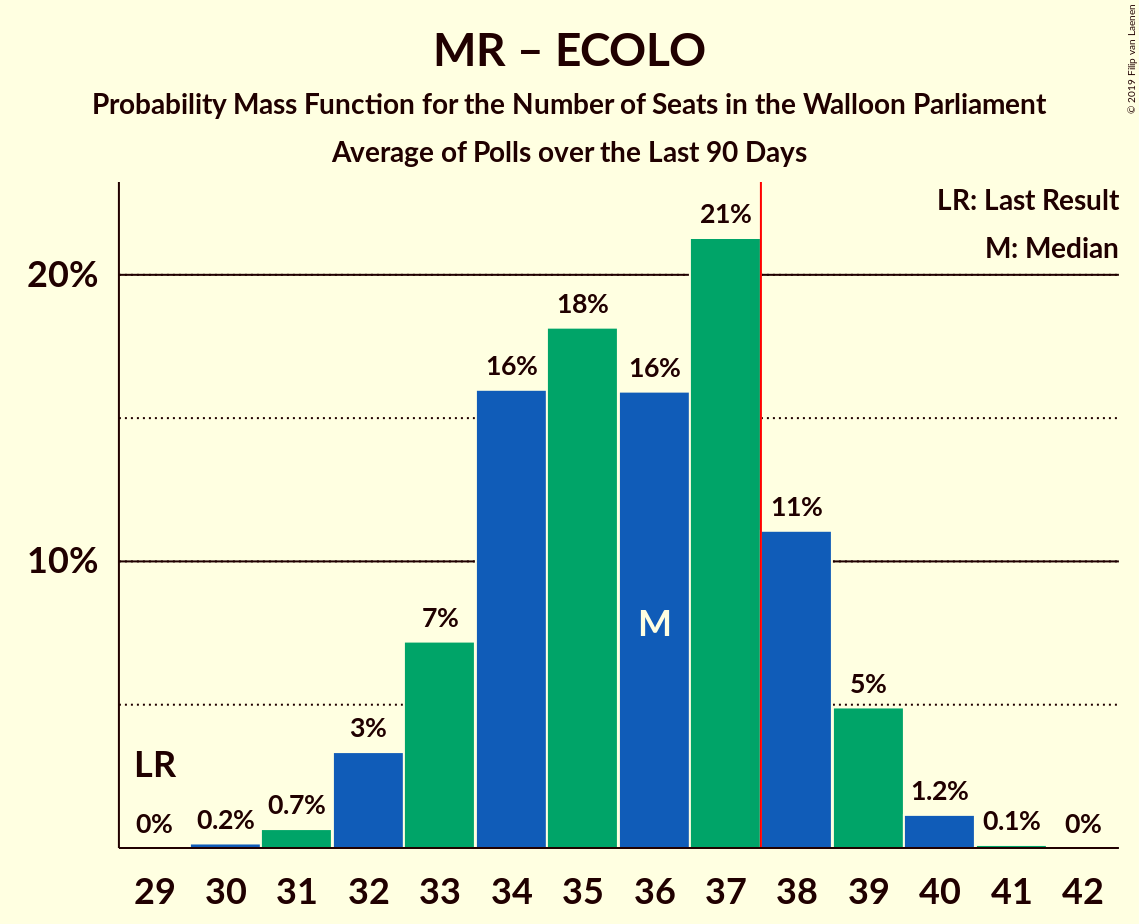 MR – ECOLO
Probability Mass Function for the Number of Seats in the Walloon Parliament
Average of Polls over the Last 90 Days
© 2019 Filip van Laenen
LR: Last Result
M: Median
20%
10%
LR
M
0%
0.2%
0.7%
3%
7%
16%
18%
16%
21%
11%
5%
1.2%
0.1%
0%
29 30 31 32 33 34 35 36 37 38 39 40 41 42